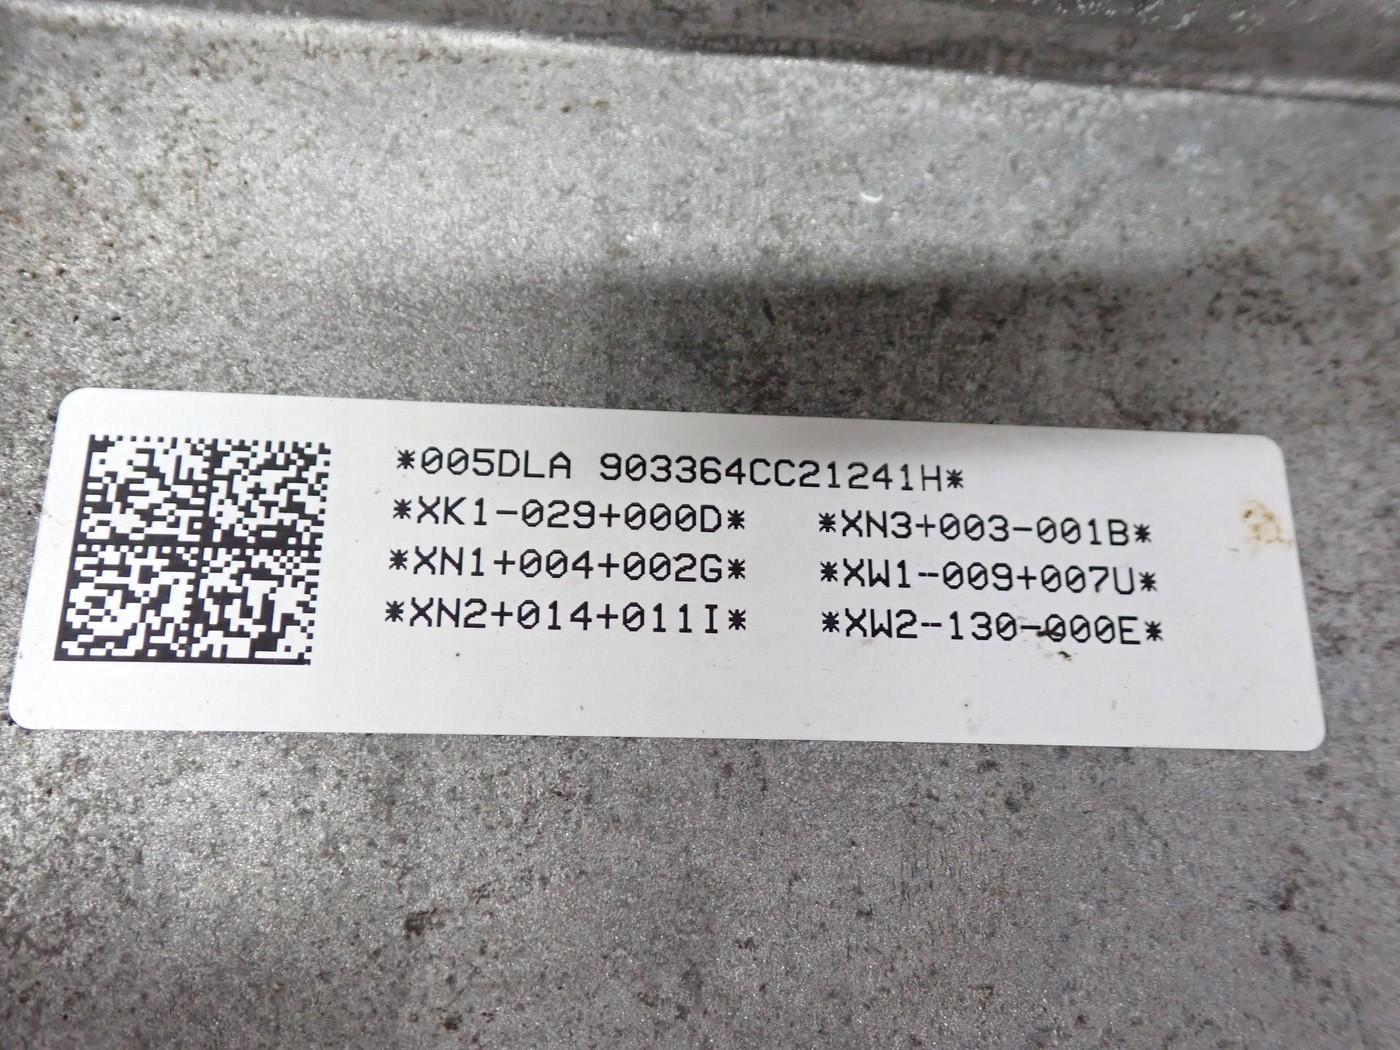 *005DLA 903364CC21241H*
*XK1-029+000D* *XN3+003-001B*
*XN1+004+002G* *XW1-009+007U*
*XN2+014+011I* *XW2-130-000E*